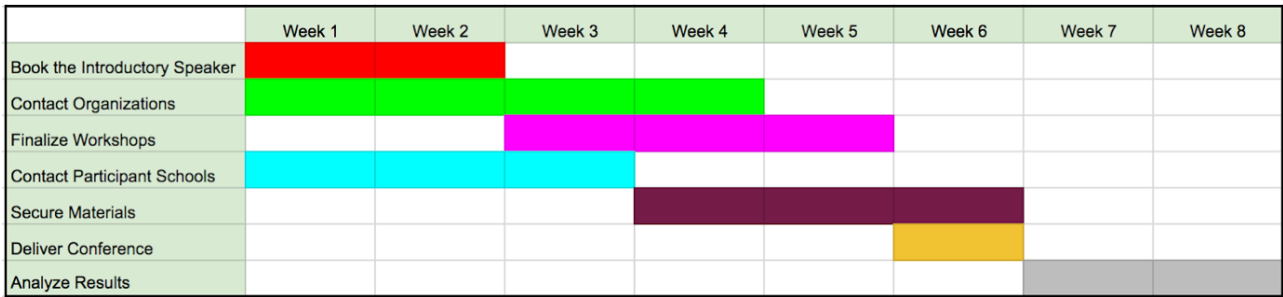 Week 1 Week 2 Week 3 Week 4 Week 5 Week 6 Week 7 Week 8
Book the Introductory Speaker
Contact Organizations
Finalize Workshops
Contact Participant Schools
Secure Materials
Deliver Conference
Analyze Results